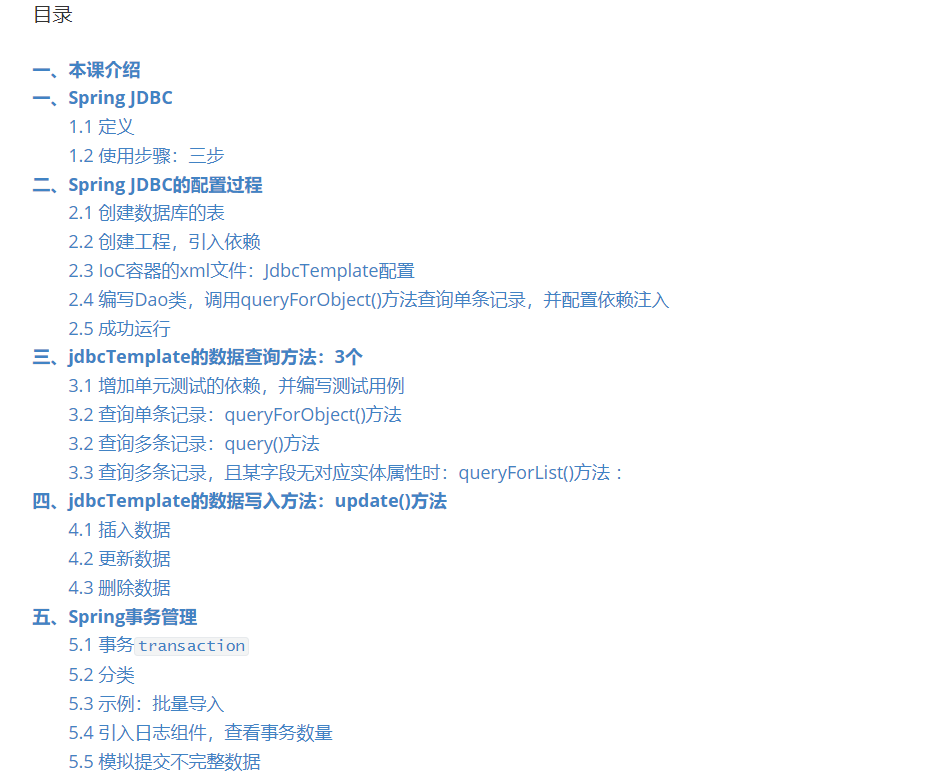 目录
一、本课介绍
一、Spring JDBC
1.1 定义
1.2 使用步骤：三步
二、Spring JDBC的配置过程
2.1 创建数据库的表
2.2 创建工程，引入依赖
2.3 IoC容器的xml文件：JdbcTemplate配置
2.4 编写Dao类，调用queryForObject()方法查询单条记录，并配置依赖注入
2.5 成功运行
三、jdbcTemplate的数据查询方法：3个
3.1 增加单元测试的依赖，并编写测试用例
3.2 查询单条记录：queryForObject()方法
3.2 查询多条记录：query()方法
3.3 查询多条记录，且某字段无对应实体属性时：queryForList()方法 :
四、jdbcTemplate的数据写入方法：update()方法
4.1 插入数据
4.2 更新数据
4.3 删除数据
五、Spring事务管理
5.1 事务transaction
5.2 分类
5.3 示例：批量导入
5.4 引入日志组件，查看事务数量
5.5 模拟提交不完整数据